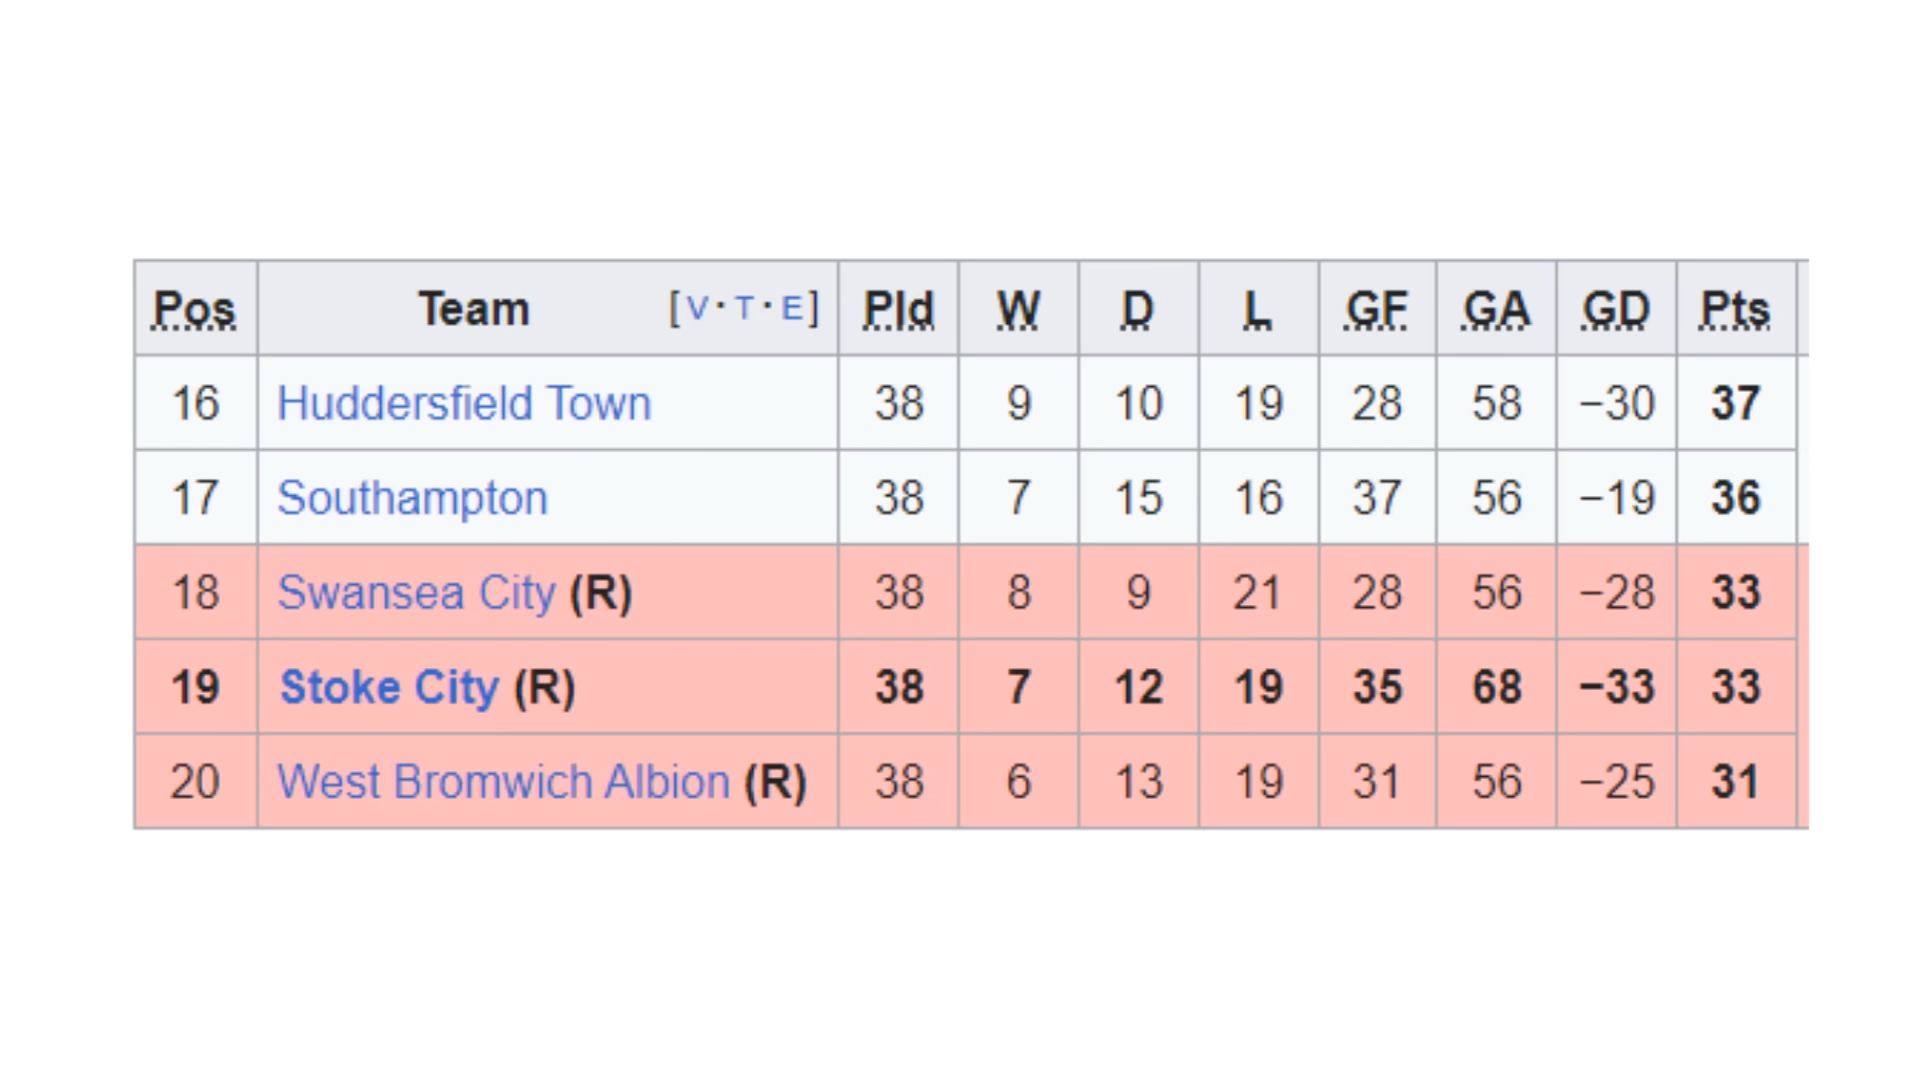 Pos Team [V·T·E] Pld W D L GF GA GD Pts
16 Huddersfield Town 38 9 10 19 28 58 −30 37
17 Southampton 38 7 15 16 37 56 −19 36
18 Swansea City (R) 38 8 9 21 28 56 −28 33
19 Stoke City (R) 38 7 12 19 35 68 −33 33
20 West Bromwich Albion (R) 38 6 13 19 31 56 −25 31